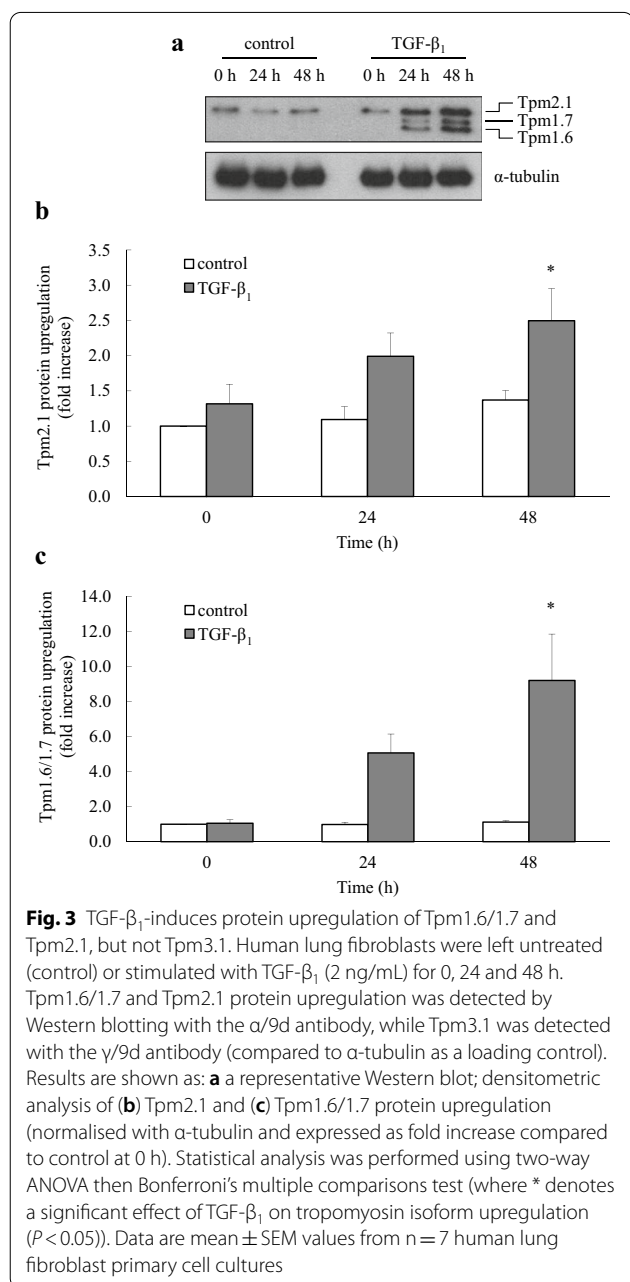 a
control TGF-β₁
0 h 24 h 48 h 0 h 24 h 48 h
Tpm2.1
Tpm1.7
Tpm1.6
α-tubulin
b
Tpm2.1 protein upregulation
(fold increase)
3.5
3.0
2.5
2.0
1.5
1.0
0.5
0.0
control
TGF-β₁
*
0 24 48
Time (h)
c
Tpm1.6/1.7 protein upregulation
(fold increase)
14.0
12.0
10.0
8.0
6.0
4.0
2.0
0.0
control
TGF-β₁
*
0 24 48
Time (h)
Fig. 3 TGF-β₁-induces protein upregulation of Tpm1.6/1.7 and
Tpm2.1, but not Tpm3.1. Human lung fibroblasts were left untreated
(control) or stimulated with TGF-β₁ (2 ng/mL) for 0, 24 and 48 h.
Tpm1.6/1.7 and Tpm2.1 protein upregulation was detected by
Western blotting with the α/9d antibody, while Tpm3.1 was detected
with the γ/9d antibody (compared to α-tubulin as a loading control).
Results are shown as: a a representative Western blot; densitometric
analysis of (b) Tpm2.1 and (c) Tpm1.6/1.7 protein upregulation
(normalised with α-tubulin and expressed as fold increase compared
to control at 0 h). Statistical analysis was performed using two-way
ANOVA then Bonferroni's multiple comparisons test (where * denotes
a significant effect of TGF-β₁ on tropomyosin isoform upregulation
(P < 0.05)). Data are mean ± SEM values from n = 7 human lung
fibroblast primary cell cultures